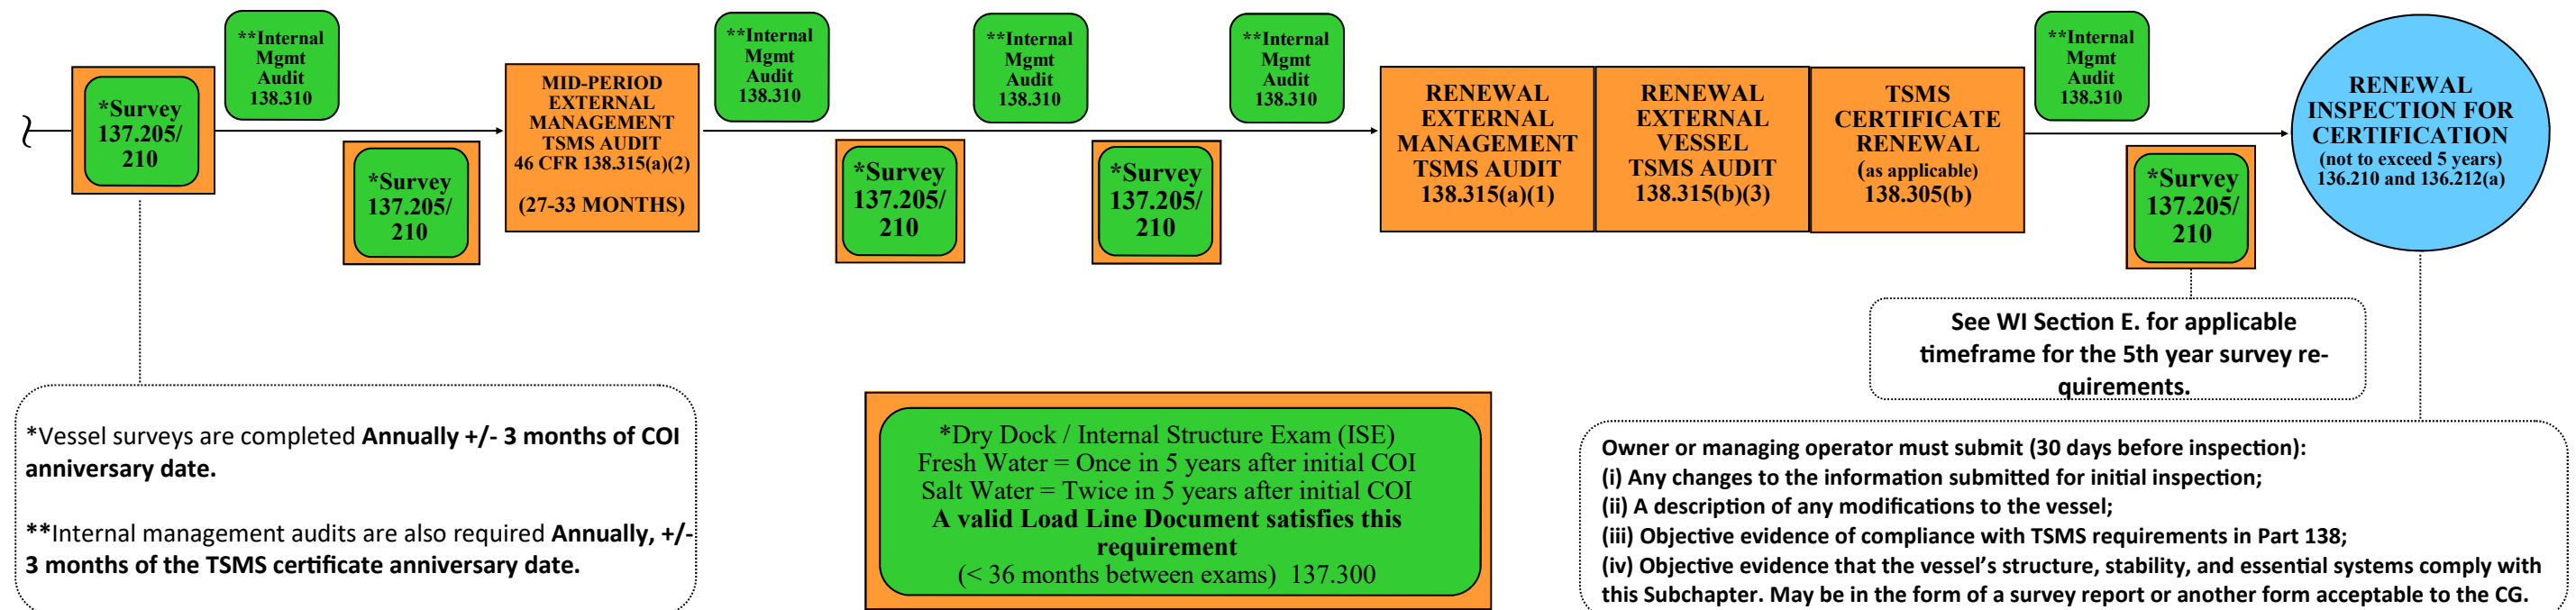 *Survey
137.205/
210
**Internal
Mgmt
Audit
138.310
*Survey
137.205/
210
MID-PERIOD
EXTERNAL
MANAGEMENT
TSMS AUDIT
46 CFR 138.315(a)(2)
(27-33 MONTHS)
**Internal
Mgmt
Audit
138.310
*Survey
137.205/
210
**Internal
Mgmt
Audit
138.310
*Survey
137.205/
210
**Internal
Mgmt
Audit
138.310
RENEWAL
EXTERNAL
MANAGEMENT
TSMS AUDIT
138.315(a)(1)
RENEWAL
EXTERNAL
VESSEL
TSMS AUDIT
138.315(b)(3)
TSMS
CERTIFICATE
RENEWAL
(as applicable)
138.305(b)
**Internal
Mgmt
Audit
138.310
*Survey
137.205/
210
RENEWAL
INSPECTION FOR
CERTIFICATION
(not to exceed 5 years)
136.210 and 136.212(a)
See WI Section E. for applicable
timeframe for the 5th year survey re-
quirements.
*Vessel surveys are completed Annually +/- 3 months of COI
anniversary date.
**Internal management audits are also required Annually, +/-
3 months of the TSMS certificate anniversary date.
*Dry Dock / Internal Structure Exam (ISE)
Fresh Water = Once in 5 years after initial COI
Salt Water = Twice in 5 years after initial COI
A valid Load Line Document satisfies this
requirement
(< 36 months between exams) 137.300
Owner or managing operator must submit (30 days before inspection):
(i) Any changes to the information submitted for initial inspection;
(ii) A description of any modifications to the vessel;
(iii) Objective evidence of compliance with TSMS requirements in Part 138;
(iv) Objective evidence that the vessel's structure, stability, and essential systems comply with
this Subchapter. May be in the form of a survey report or another form acceptable to the CG.